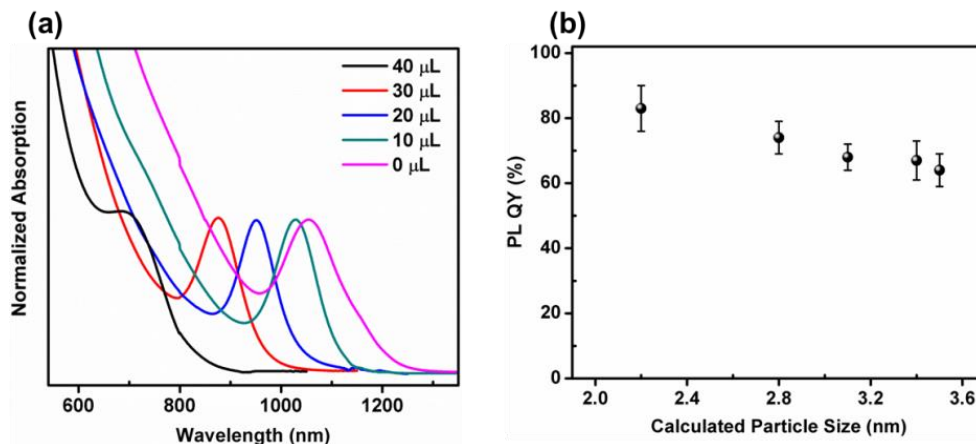 (a)
Normalized Absorption
40 μL
30 μL
20 μL
10 μL
0 μL
600 800 1000 1200
Wavelength (nm)
(b)
PL QY (%)
100
80
60
40
20
0
2.0 2.4 2.8 3.2 3.6
Calculated Particle Size (nm)